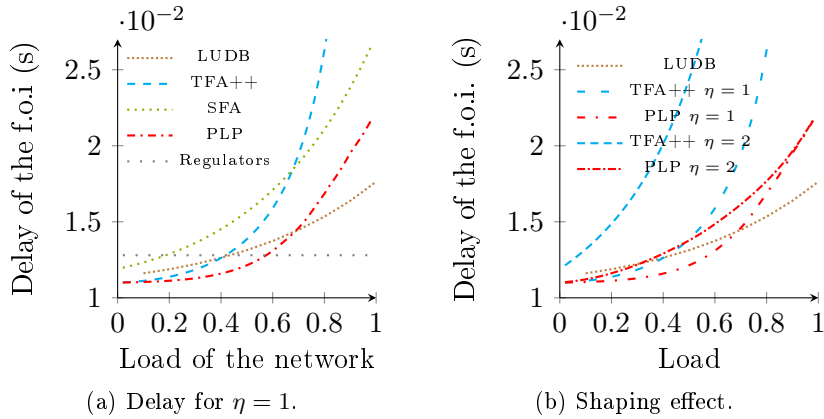 ·10⁻²
Delay of the f.o.i (s)
2.5
2
1.5
1
0
0.2
0.4
0.6
0.8
1
Load of the network
LUDB
TFA++
SFA
PLP
Regulators
(a) Delay for η = 1.
·10⁻²
Delay of the f.o.i. (s)
2.5
2
1.5
1
0
0.2
0.4
0.6
0.8
1
Load
LUDB
TFA++ η = 1
PLP η = 1
TFA++ η = 2
PLP η = 2
(b) Shaping effect.